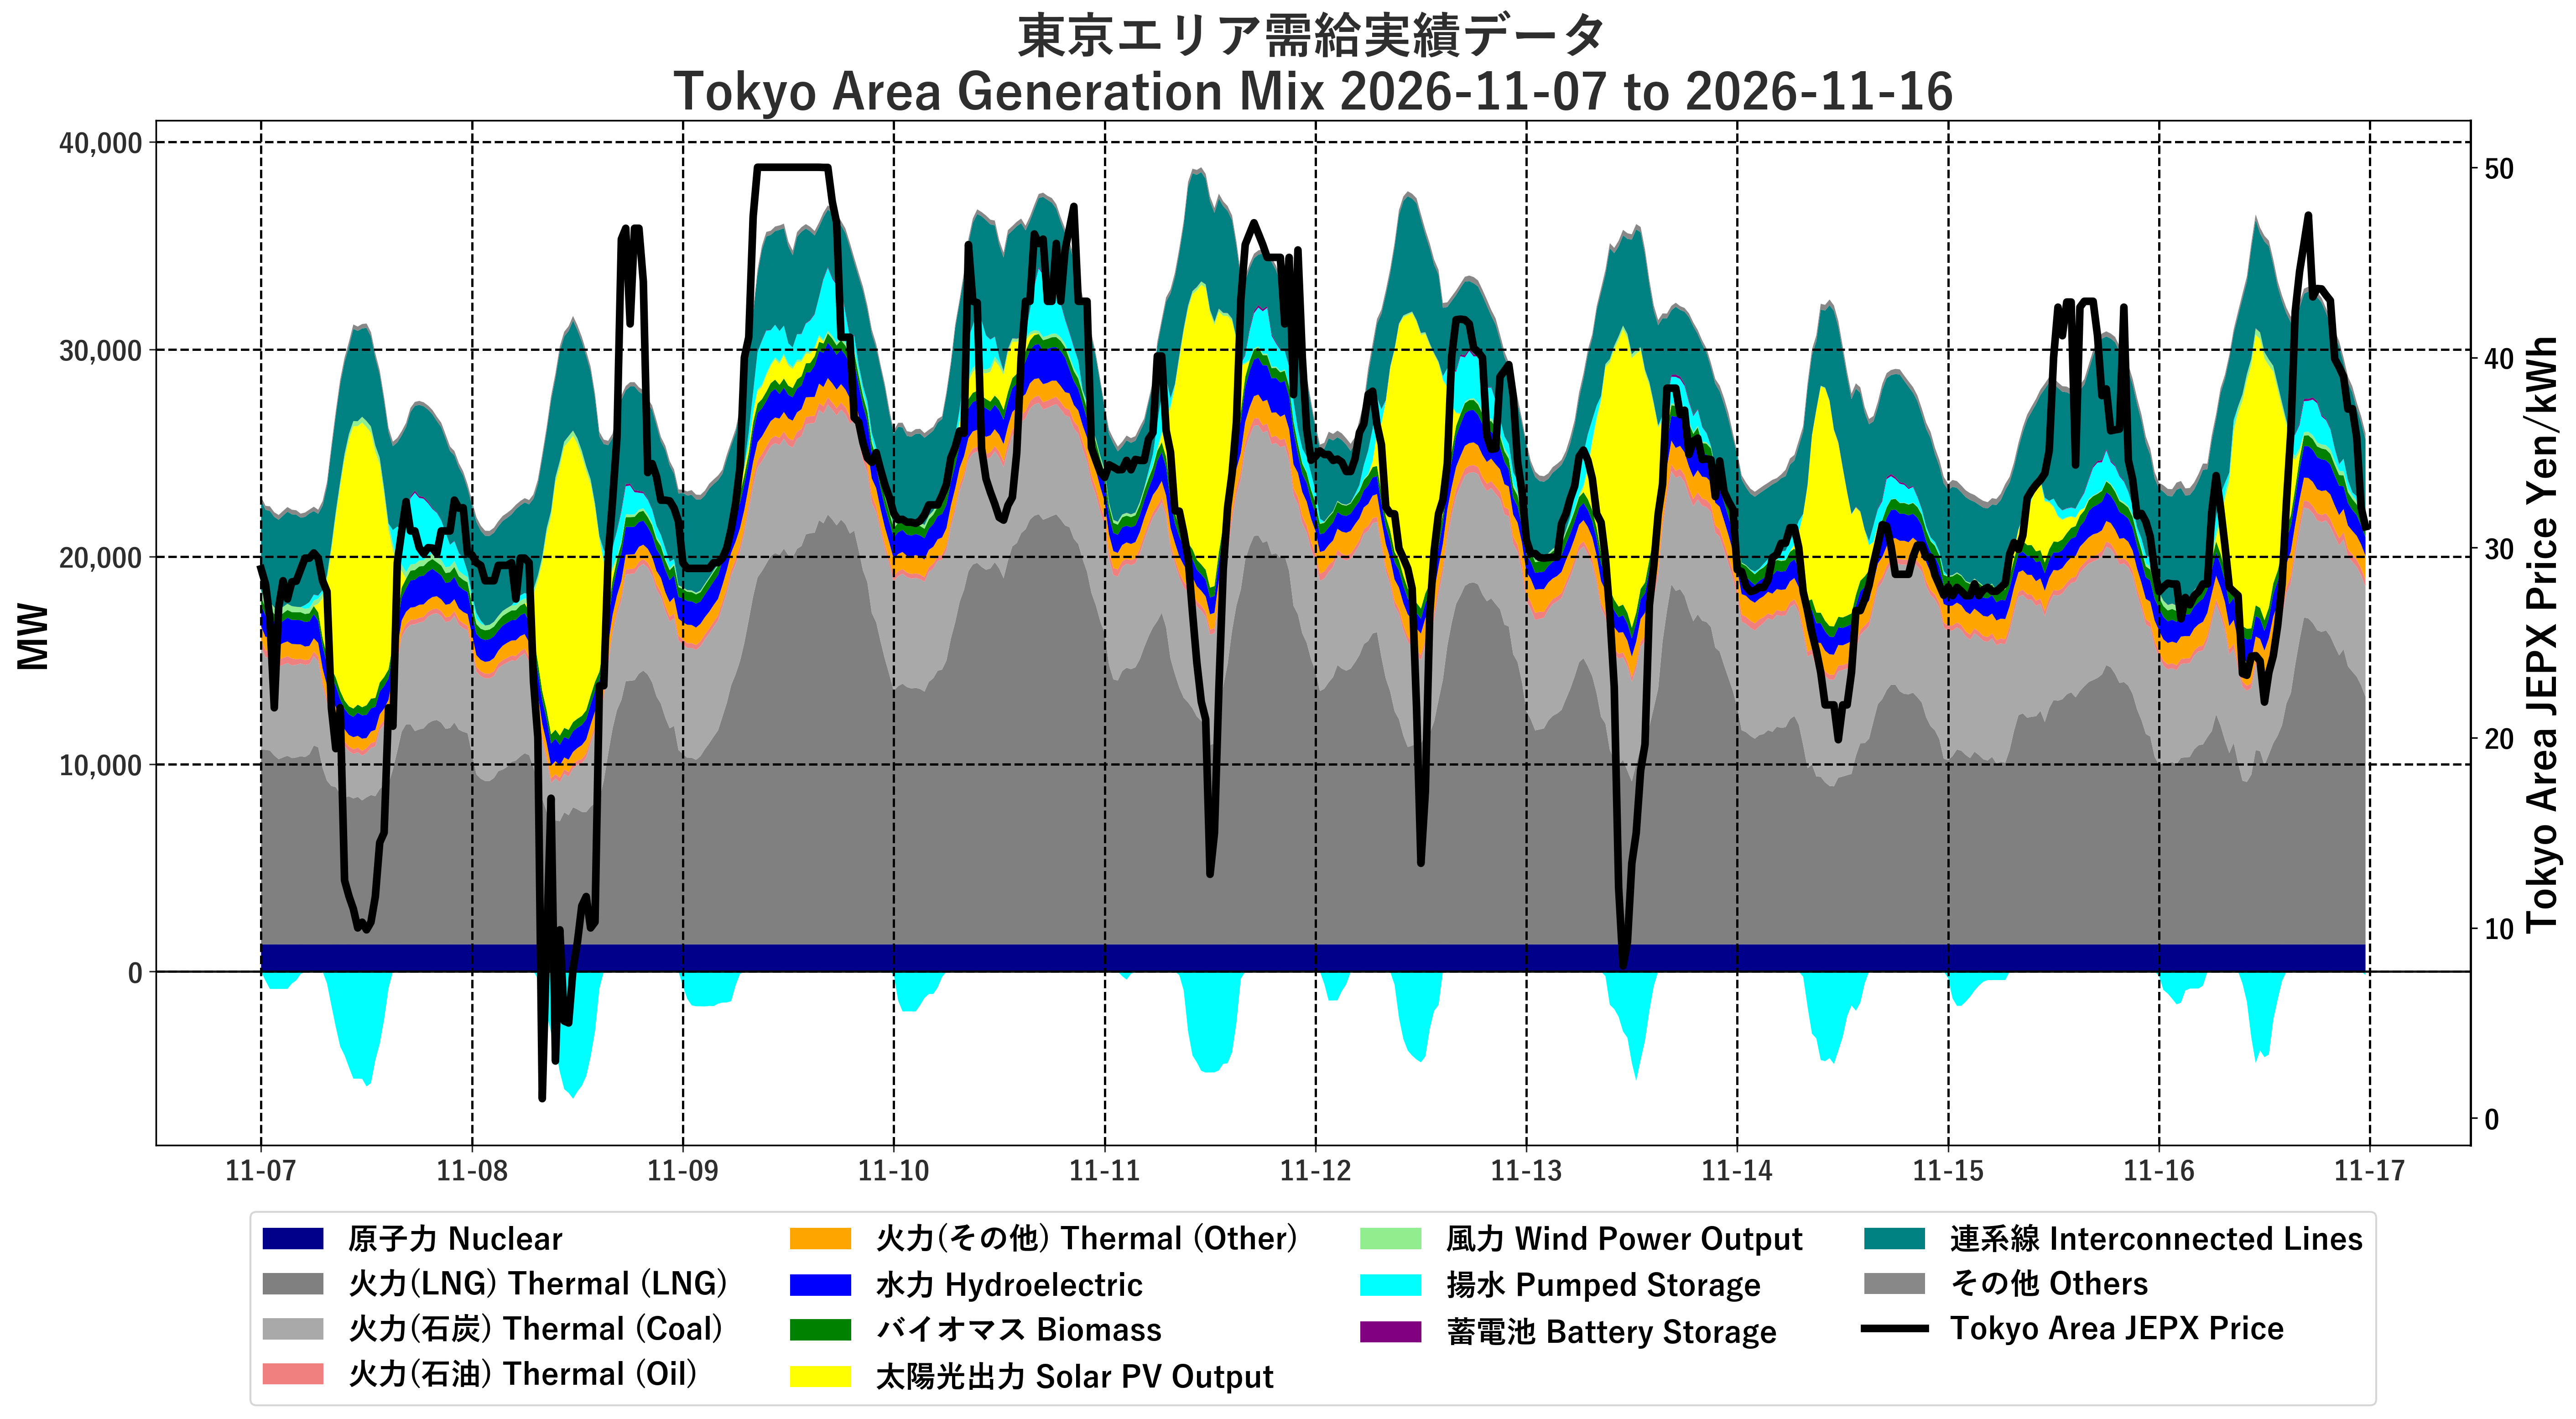 東京エリア需給実績データ
Tokyo Area Generation Mix 2026-11-07 to 2026-11-16
MW
40,000
30,000
20,000
10,000
0
50
40
30
20
10
0
Tokyo Area JEPX Price Yen/kWh
11-07
11-08
11-09
11-10
11-11
11-12
11-13
11-14
11-15
11-16
11-17
原子力 Nuclear
火力(LNG) Thermal (LNG)
火力(石炭) Thermal (Coal)
火力(石油) Thermal (Oil)
火力(その他) Thermal (Other)
水力 Hydroelectric
バイオマス Biomass
太陽光出力 Solar PV Output
風力 Wind Power Output
揚水 Pumped Storage
蓄電池 Battery Storage
連系線 Interconnected Lines
その他 Others
Tokyo Area JEPX Price